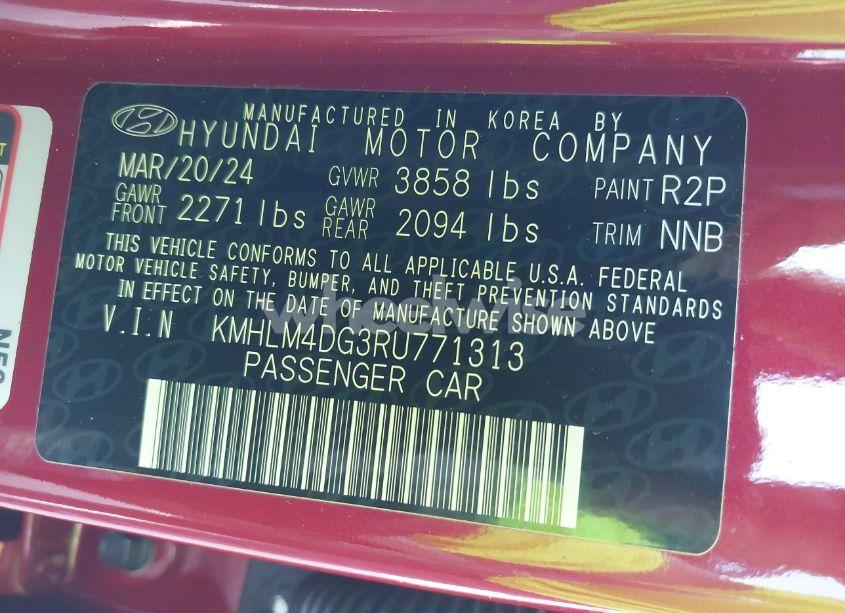 MANUFACTURED IN KOREA BY
HYUNDAI MOTOR COMPANY
MAR/20/24 GVWR 3858 lbs PAINT R2P
GAWR FRONT 2271 lbs GAWR REAR 2094 lbs TRIM NNB
THIS VEHICLE CONFORMS TO ALL APPLICABLE U.S.A. FEDERAL
MOTOR VEHICLE SAFETY, BUMPER, AND THEFT PREVENTION STANDARDS
IN EFFECT ON THE DATE OF MANUFACTURE SHOWN ABOVE
V.I.N KMHLM4DG3RU771313
PASSENGER CAR
wheelwise